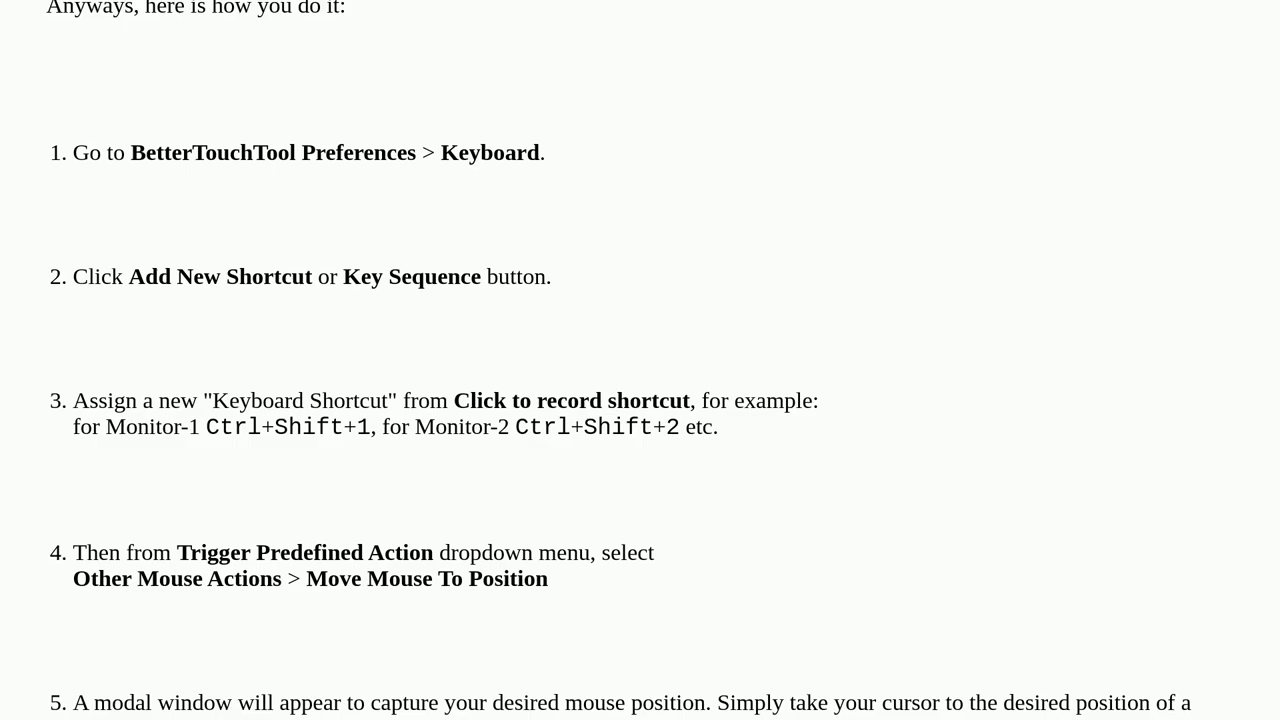 Anyways, here is how you do it:
1. Go to BetterTouchTool Preferences > Keyboard.
2. Click Add New Shortcut or Key Sequence button.
3. Assign a new "Keyboard Shortcut" from Click to record shortcut, for example:
for Monitor-1 Ctrl+Shift+1, for Monitor-2 Ctrl+Shift+2 etc.
4. Then from Trigger Predefined Action dropdown menu, select
Other Mouse Actions > Move Mouse To Position
5. A modal window will appear to capture your desired mouse position. Simply take your cursor to the desired position of a